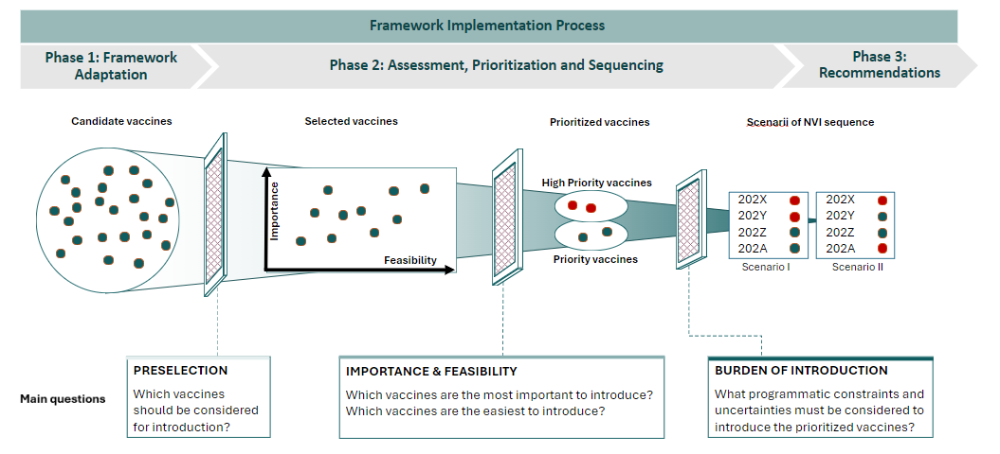 Framework Implementation Process
Phase 1: Framework
Adaptation
Phase 2: Assessment, Prioritization and Sequencing
Phase 3:
Recommendations
Candidate vaccines
Selected vaccines
Prioritized vaccines
Scenarii of NVI sequence
Importance
Feasibility
High Priority vaccines
Priority vaccines
202X
202Y
202Z
202A
Scenario I
202X
202Y
202Z
202A
Scenario II
Main questions
PRESELECTION
Which vaccines
should be considered
for introduction?
IMPORTANCE & FEASIBILITY
Which vaccines are the most important to introduce?
Which vaccines are the easiest to introduce?
BURDEN OF INTRODUCTION
What programmatic constraints and
uncertainties must be considered to
introduce the prioritized vaccines?